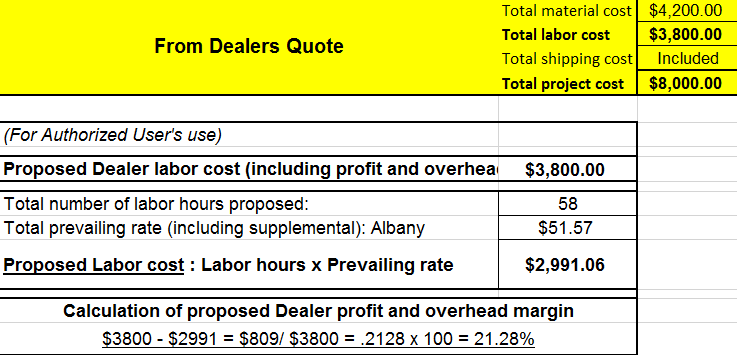 Total material cost $4,200.00
From Dealers Quote
Total labor cost $3,800.00
Total shipping cost Included
Total project cost $8,000.00
(For Authorized User's use)
Proposed Dealer labor cost (including profit and overhea $3,800.00
Total number of labor hours proposed: 58
Total prevailing rate (including supplemental): Albany $51.57
Proposed Labor cost : Labor hours x Prevailing rate $2,991.06
Calculation of proposed Dealer profit and overhead margin
$3800 - $2991 = $809/ $3800 = .2128 x 100 = 21.28%